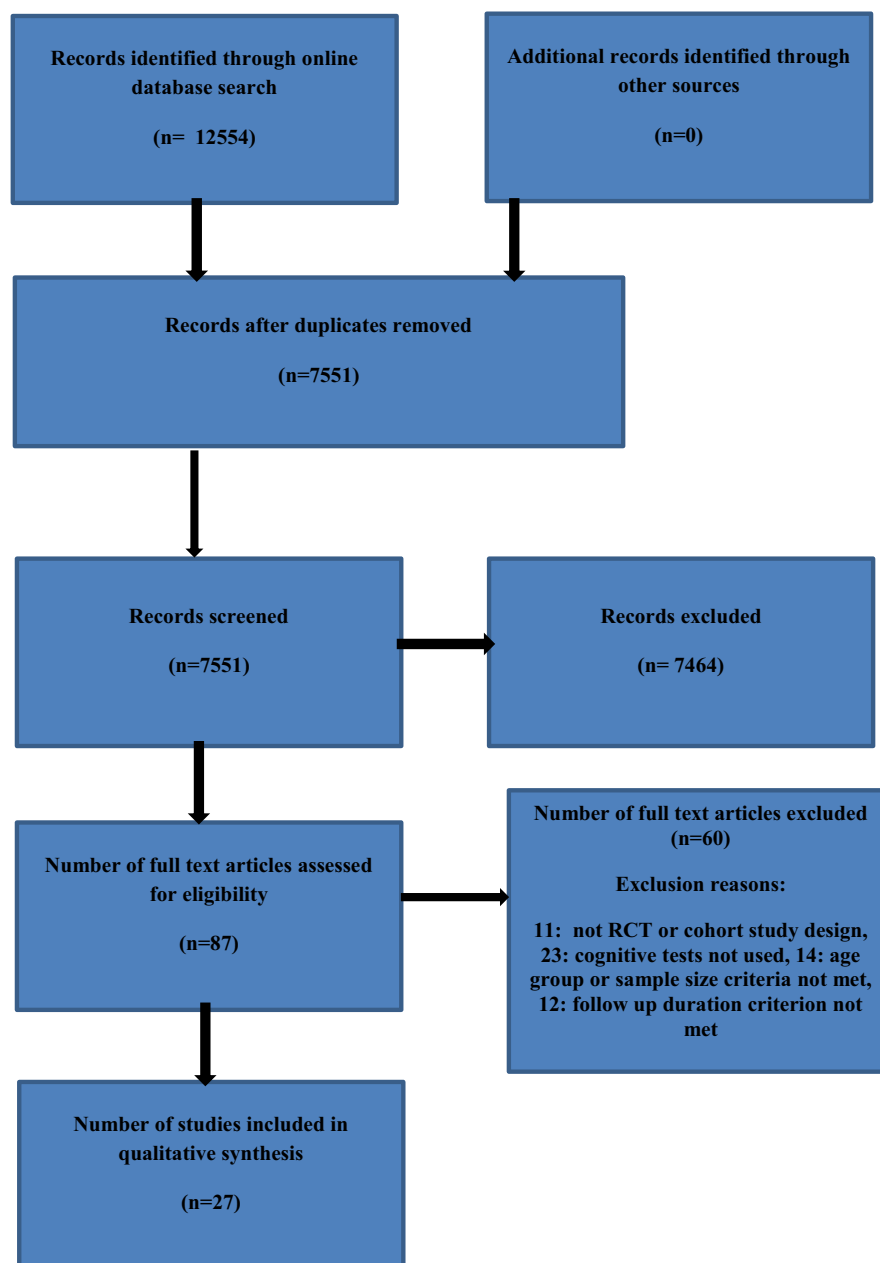 Records identified through online
database search
(n=  12554)
Additional records identified through
other sources
(n=0)
Records after duplicates removed
(n=7551)
Records screened
(n=7551)
Records excluded
(n= 7464)
Number of full text articles assessed
for eligibility
(n=87)
Number of full text articles excluded
(n=60)
Exclusion reasons:
11:  not RCT or cohort study design,
23: cognitive tests not used, 14: age
group or sample size criteria not met,
12: follow up duration criterion not
met
Number of studies included in
qualitative synthesis
(n=27)